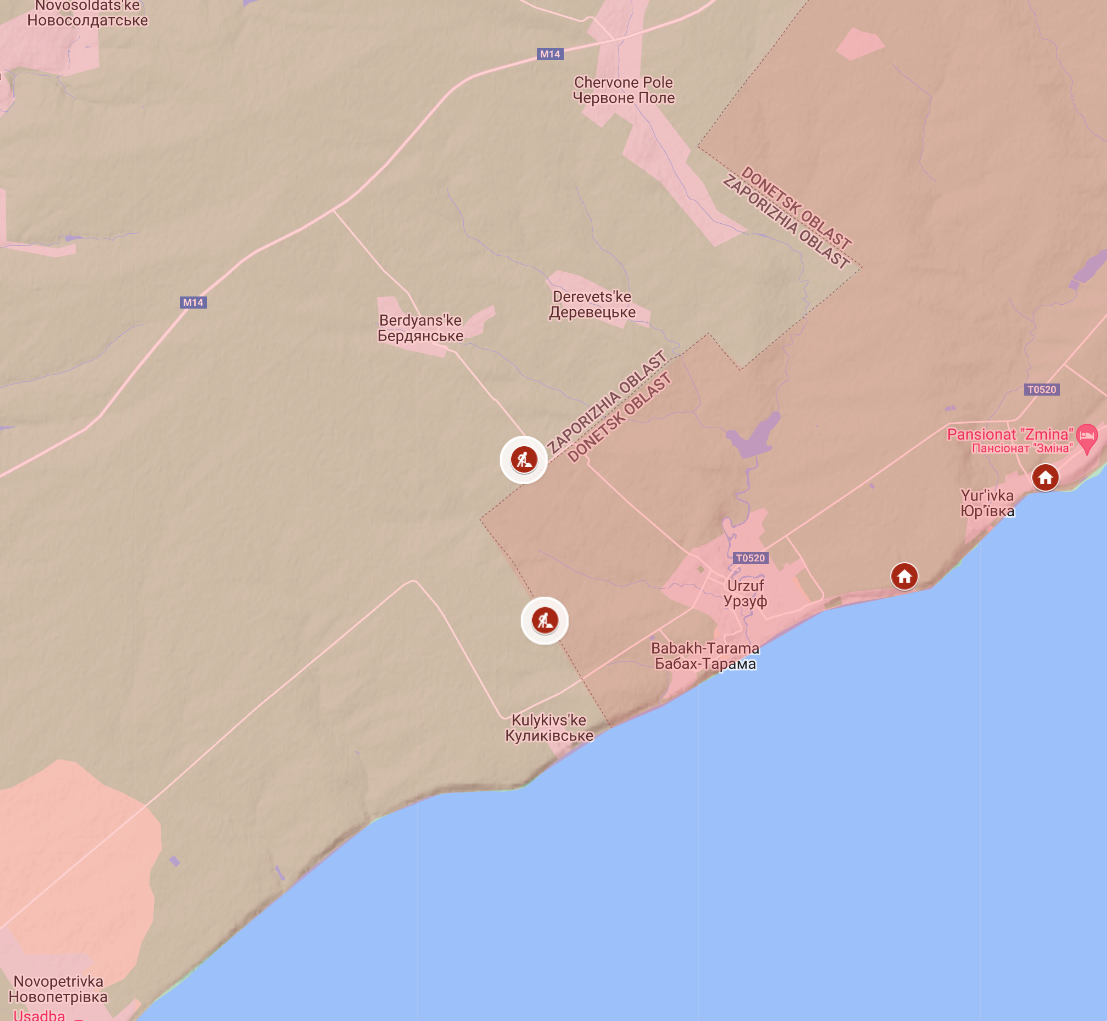 Novosoldats'ke
Новосолдатське
M14
Chervone Pole
Червоне Поле
DONETSK OBLAST
ZAPORIZHIA OBLAST
Derevets'ke
Деревецьке
M14
Berdyans'ke
Бердянське
ZAPORIZHIA OBLAST
DONETSK OBLAST
T0520
Pansionat "Zmina"
Пансіонат "Зміна"
Yur'ivka
Юр'ївка
T0520
Urzuf
Урзуф
Babakh-Tarama
Бабах-Тарама
Kulykivs'ke
Куликівське
Novopetrivka
Новопетрівка
Usadba